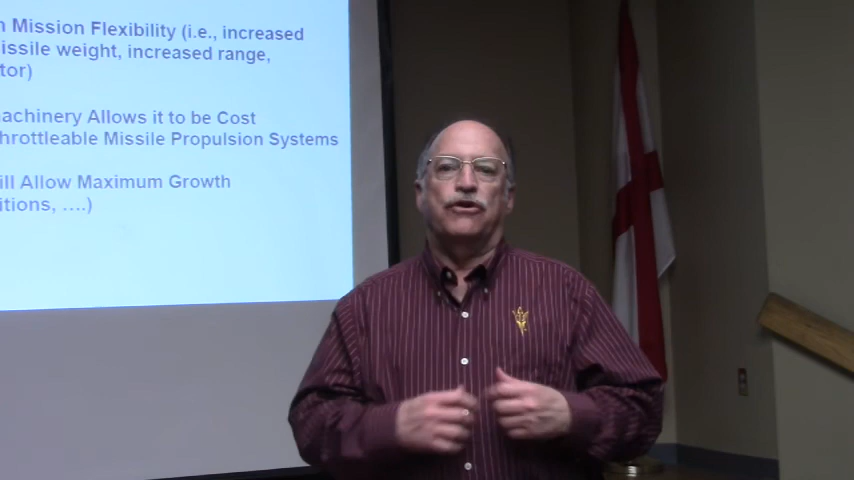 Mission Flexibility (i.e., increased
issile weight, increased range,
tor)
achinery Allows it to be Cost
hrottleable Missile Propulsion Systems
ill Allow Maximum Growth
itions, ....)